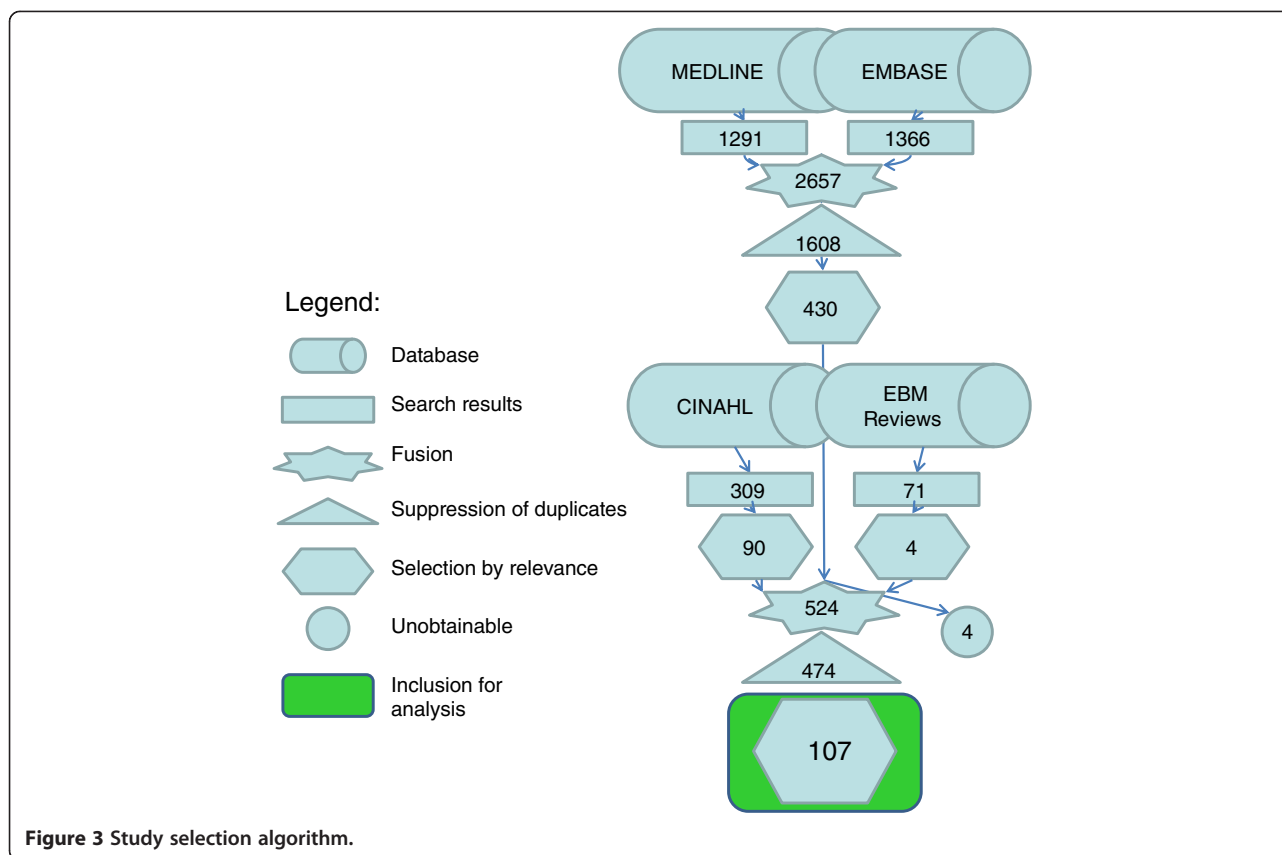 MEDLINE
EMBASE
1291
1366
2657
1608
430
Legend:
Database
Search results
Fusion
Suppression of duplicates
Selection by relevance
Unobtainable
Inclusion for
analysis
CINAHL
EBM
Reviews
309
71
90
4
524
4
474
107
Figure 3 Study selection algorithm.